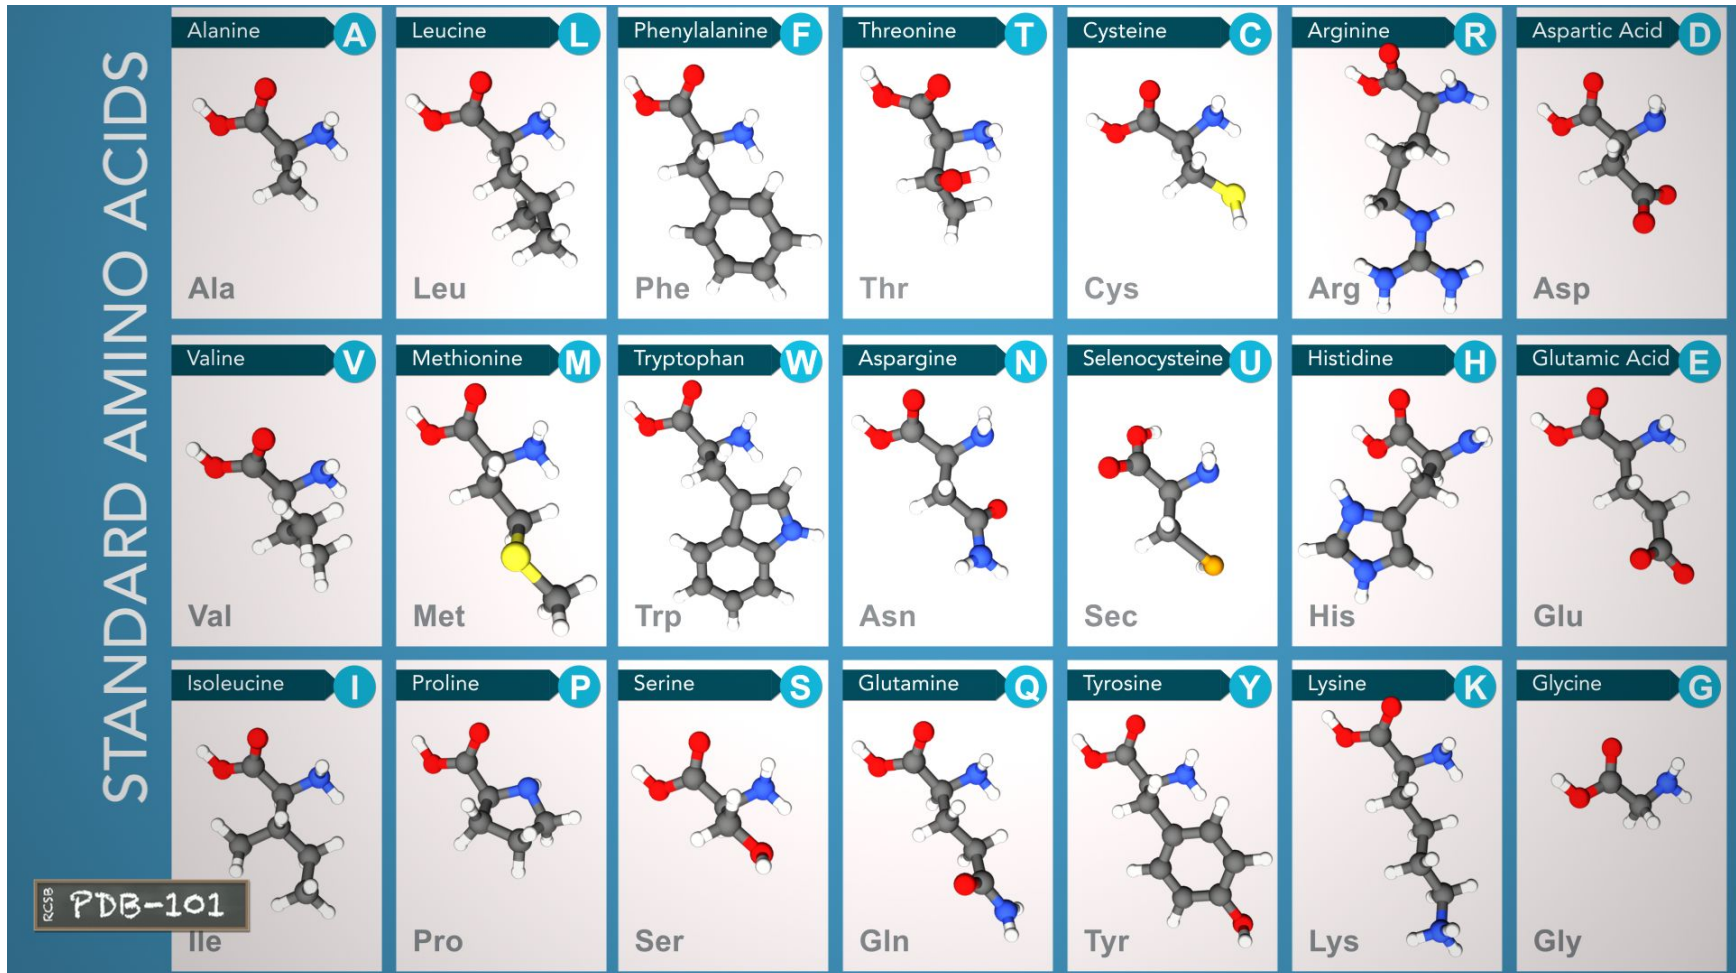 STANDARD AMINO ACIDS
Alanine A
Ala
Leucine L
Leu
Phenylalanine F
Phe
Threonine T
Thr
Cysteine C
Cys
Arginine R
Arg
Aspartic Acid D
Asp
Valine V
Val
Methionine M
Met
Tryptophan W
Trp
Aspargine N
Asn
Selenocysteine U
Sec
Histidine H
His
Glutamic Acid E
Glu
Isoleucine I
Ile
Proline P
Pro
Serine S
Ser
Glutamine Q
Gln
Tyrosine Y
Tyr
Lysine K
Lys
Glycine G
Gly
RCSB PDB-101